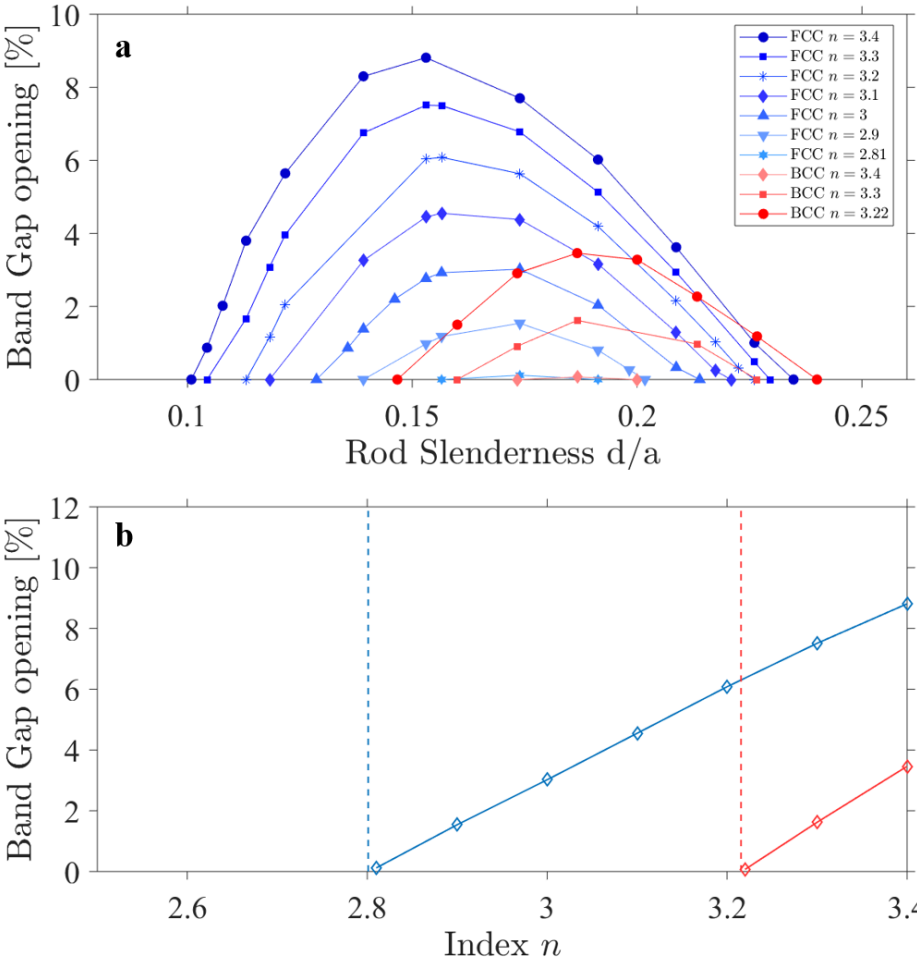 a
Band Gap opening [%]
10
8
6
4
2
0
FCC n = 3.4
FCC n = 3.3
FCC n = 3.2
FCC n = 3.1
FCC n = 3
FCC n = 2.9
FCC n = 2.81
BCC n = 3.4
BCC n = 3.3
BCC n = 3.22
0.1 0.15 0.2 0.25
Rod Slenderness d/a
b
Band Gap opening [%]
12
10
8
6
4
2
0
2.6 2.8 3 3.2 3.4
Index n